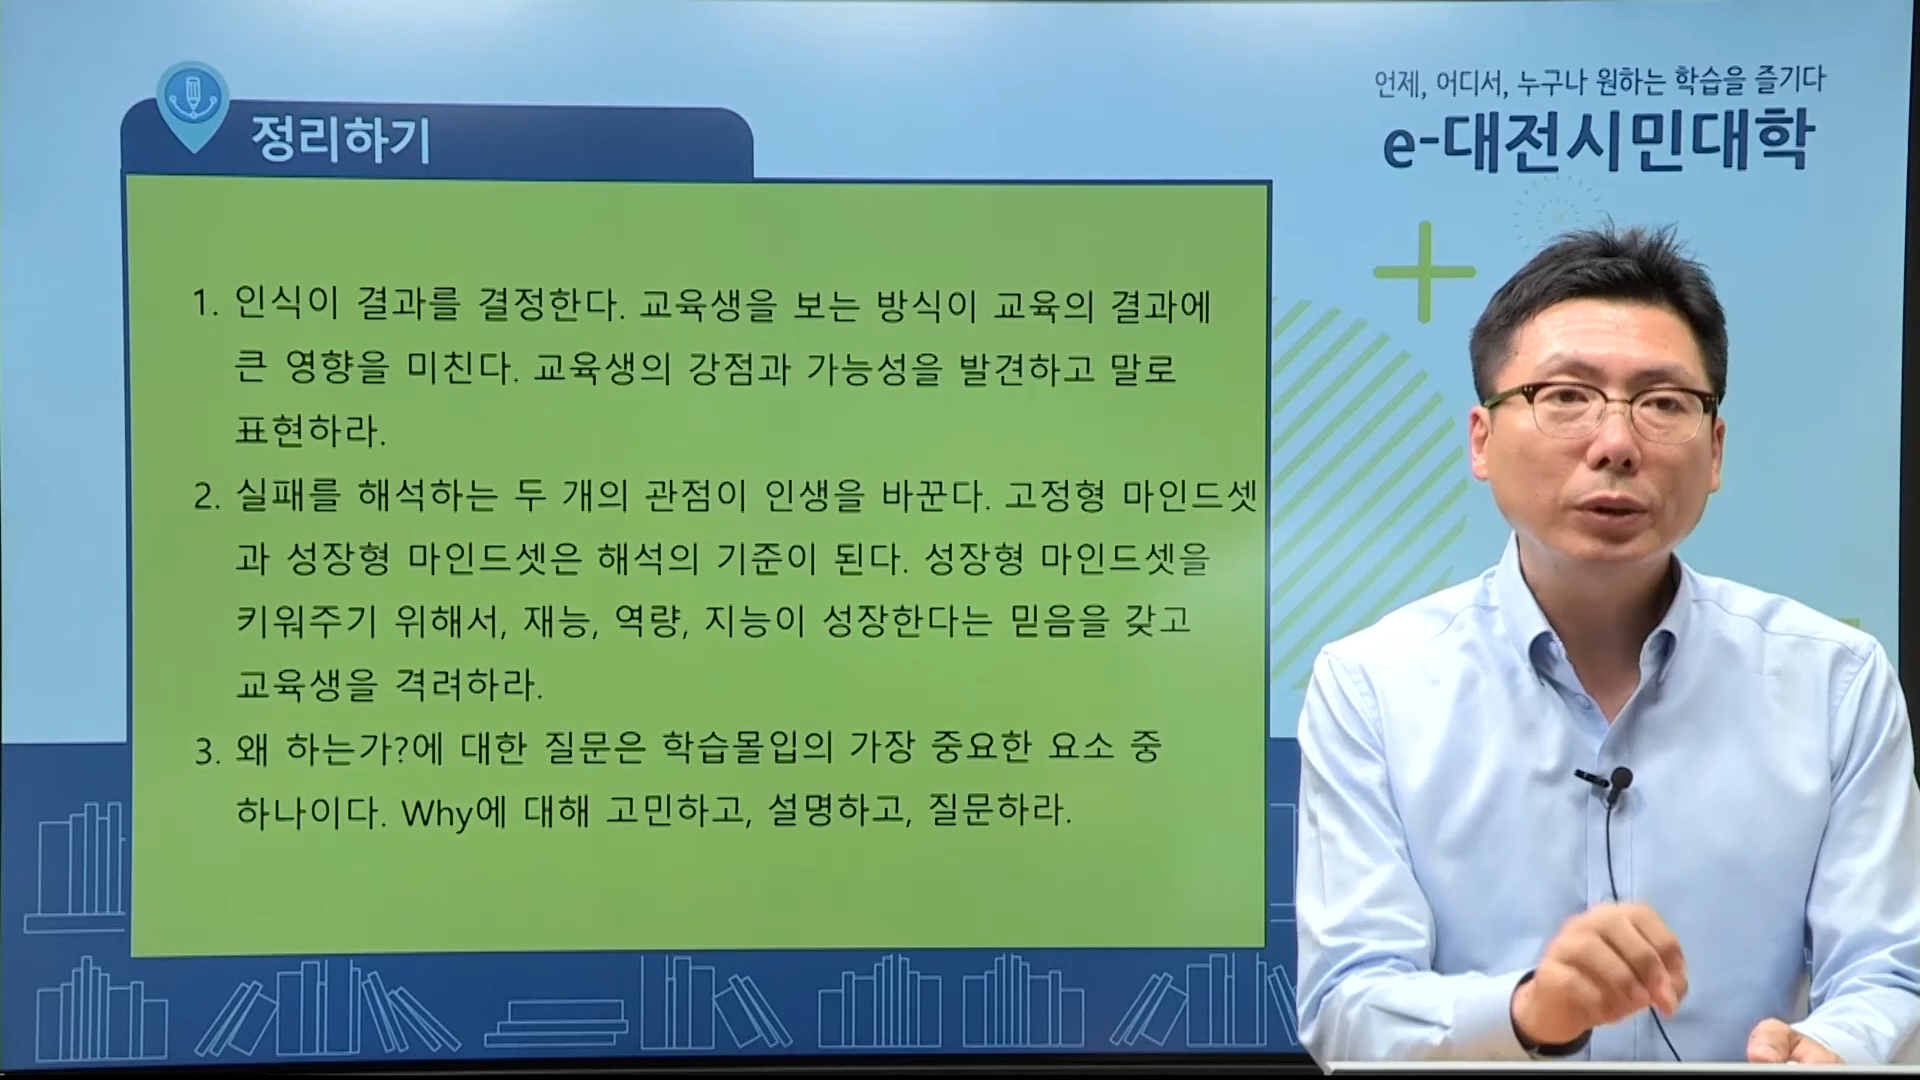 정리하기
언제, 어디서, 누구나 원하는 학습을 즐기다
e-대전시민대학
1. 인식이 결과를 결정한다. 교육생을 보는 방식이 교육의 결과에
큰 영향을 미친다. 교육생의 강점과 가능성을 발견하고 말로
표현하라.
2. 실패를 해석하는 두 개의 관점이 인생을 바꾼다. 고정형 마인드셋
과 성장형 마인드셋은 해석의 기준이 된다. 성장형 마인드셋을
키워주기 위해서, 재능, 역량, 지능이 성장한다는 믿음을 갖고
교육생을 격려하라.
3. 왜 하는가?에 대한 질문은 학습몰입의 가장 중요한 요소 중
하나이다. Why에 대해 고민하고, 설명하고, 질문하라.